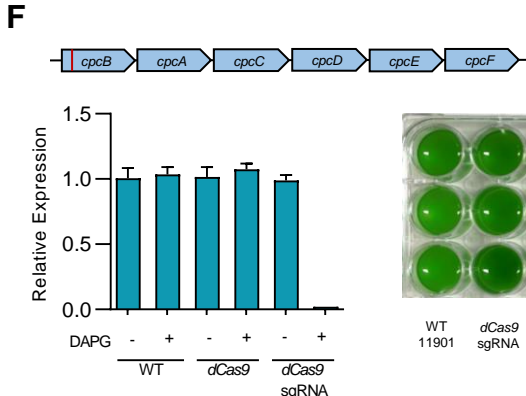 F
cpcB cpcA cpcC cpcD cpcE cpcF
1.5
1.0
0.5
0.0
Relative Expression
DAPG - + - + - +
WT dCas9 dCas9
sgRNA
WT dCas9
11901 sgRNA